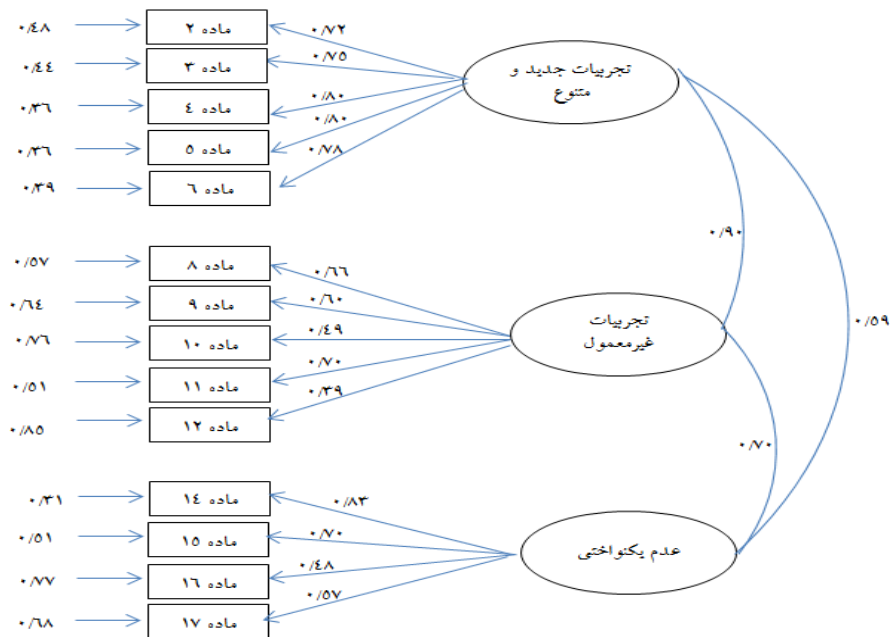 ۰/۴۸
ماده ۲
۰/۷۲
۰/۴۴
ماده ۳
۰/۷۵
تجربیات جدید و
متنوع
۰/۳۶
ماده ۴
۰/۸۰
۰/۳۶
ماده ۵
۰/۸۰
۰/۳۹
ماده ۶
۰/۷۸
۰/۹۰
۰/۵۹
۰/۵۷
ماده ۸
۰/۶۶
۰/۶۴
ماده ۹
۰/۶۰
تجربیات
غیرمعمول
۰/۷۶
ماده ۱۰
۰/۴۹
۰/۵۱
ماده ۱۱
۰/۷۰
۰/۸۵
ماده ۱۲
۰/۳۹
۰/۷۰
۰/۳۱
ماده ۱۴
۰/۸۳
۰/۵۱
ماده ۱۵
۰/۷۰
عدم یکنواختی
۰/۷۷
ماده ۱۶
۰/۴۸
۰/۶۸
ماده ۱۷
۰/۵۷